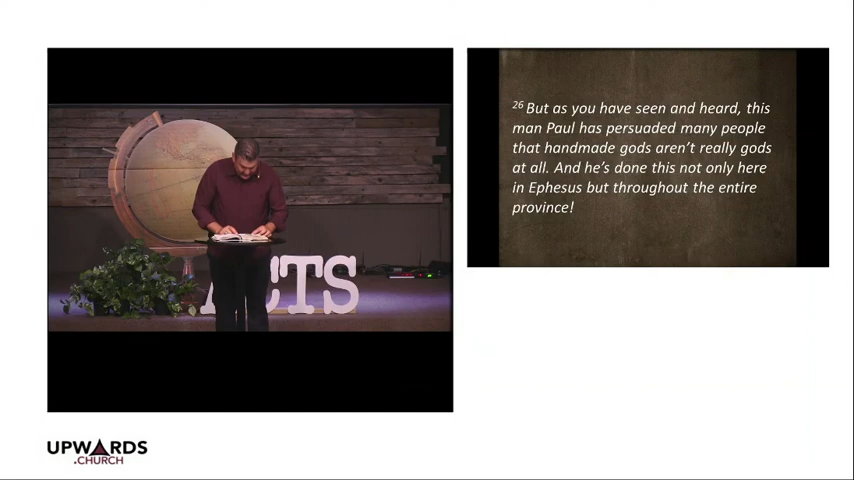 26 But as you have seen and heard, this
man Paul has persuaded many people
that handmade gods aren't really gods
at all. And he's done this not only here
in Ephesus but throughout the entire
province!
ACTS
UPWARDS
.CHURCH